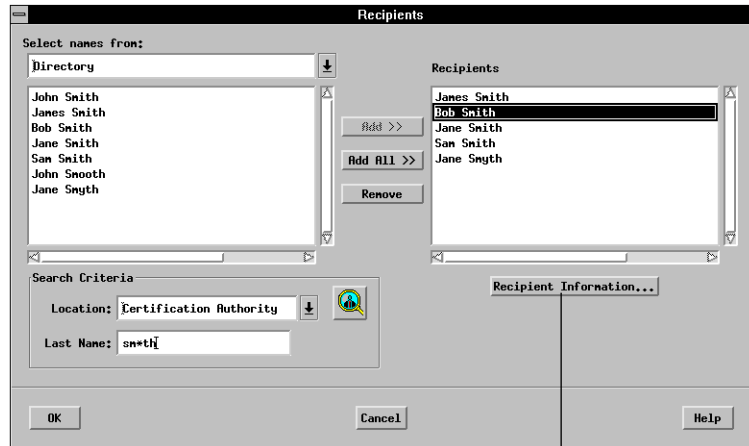 Recipients
Select names from:
Directory
John Smith
James Smith
Bob Smith
Jane Smith
Sam Smith
John Smooth
Jane Smyth
Add >>
Add All >>
Remove
Recipients
James Smith
Bob Smith
Jane Smith
Sam Smith
Jane Smyth
Search Criteria
Location: Certification Authority
Last Name: sm*th
Recipient Information...
OK
Cancel
Help